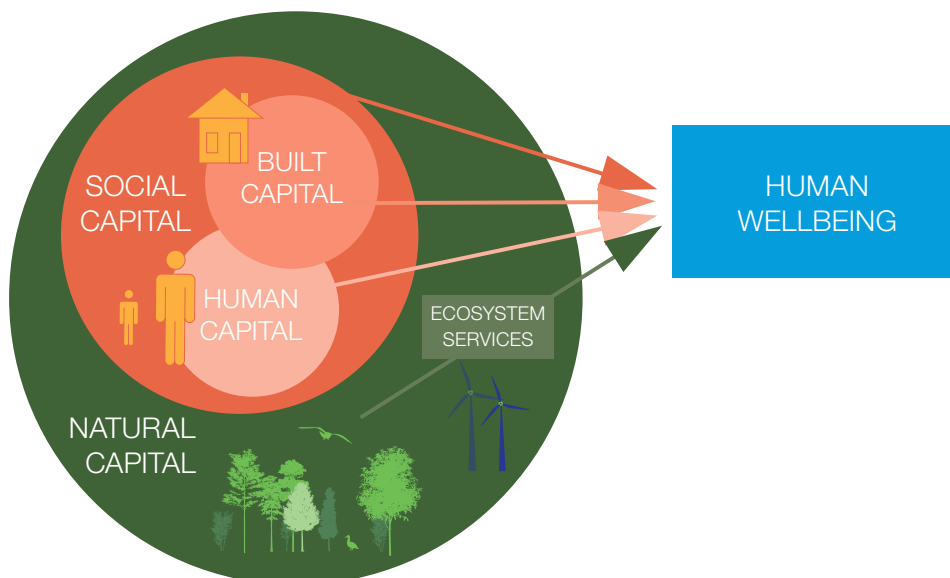 BUILT
CAPITAL
SOCIAL
CAPITAL
HUMAN
CAPITAL
NATURAL
CAPITAL
ECOSYSTEM
SERVICES
HUMAN
WELLBEING